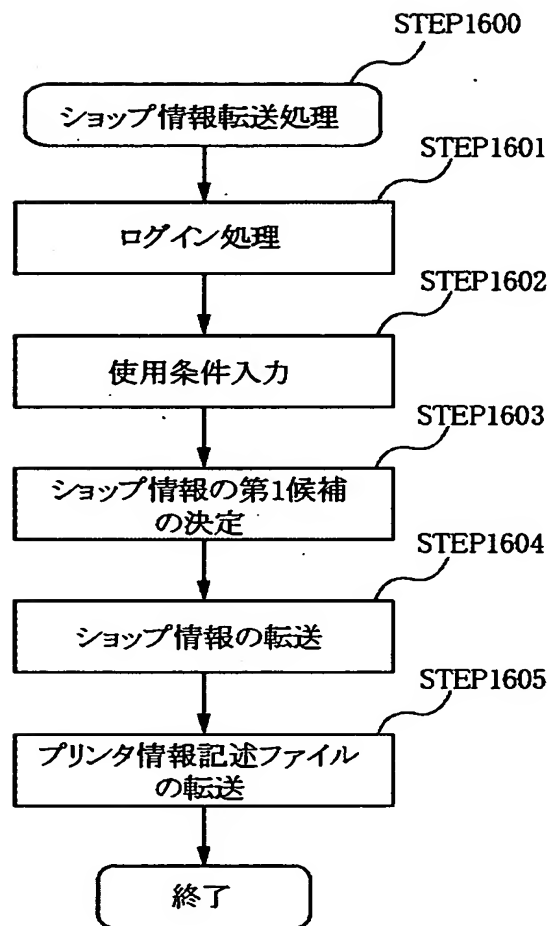 STEP1600
ショップ情報転送処理
STEP1601
ログイン処理
STEP1602
使用条件入力
STEP1603
ショップ情報の第1候補
の決定
STEP1604
ショップ情報の転送
STEP1605
プリンタ情報記述ファイル
の転送
終了